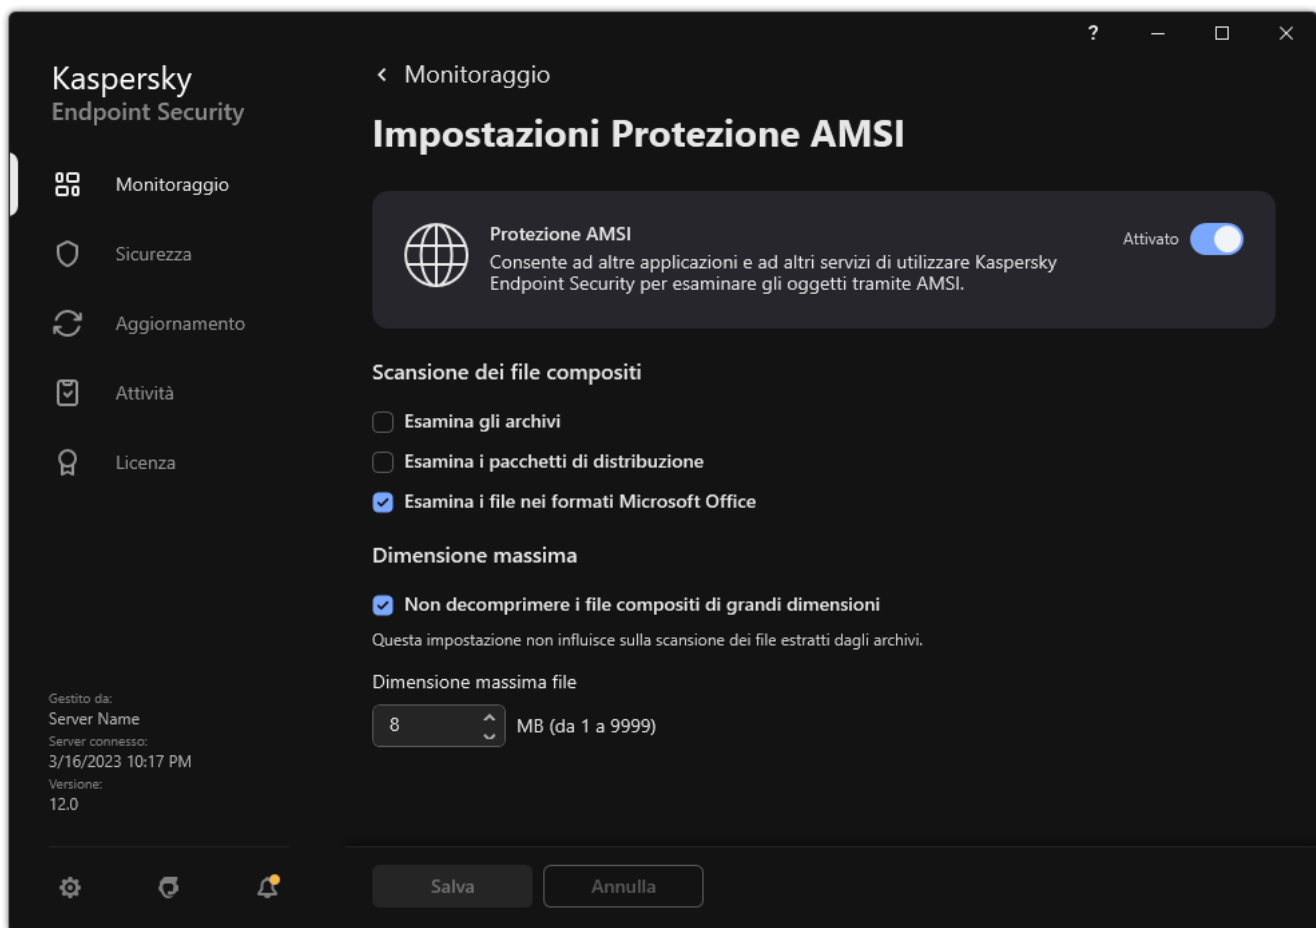 ?
Kaspersky
Endpoint Security
Monitoraggio
Sicurezza
Aggiornamento
Attività
Licenza
Gestito da:
Server Name
Server connesso:
3/16/2023 10:17 PM
Versione:
12.0
Monitoraggio
Impostazioni Protezione AMSI
Protezione AMSI
Consente ad altre applicazioni e ad altri servizi di utilizzare Kaspersky
Endpoint Security per esaminare gli oggetti tramite AMSI.
Attivato
Scansione dei file compositi
Esamina gli archivi
Esamina i pacchetti di distribuzione
Esamina i file nei formati Microsoft Office
Dimensione massima
Non decomprimere i file compositi di grandi dimensioni
Questa impostazione non influisce sulla scansione dei file estratti dagli archivi.
Dimensione massima file
8 MB (da 1 a 9999)
Salva Annulla